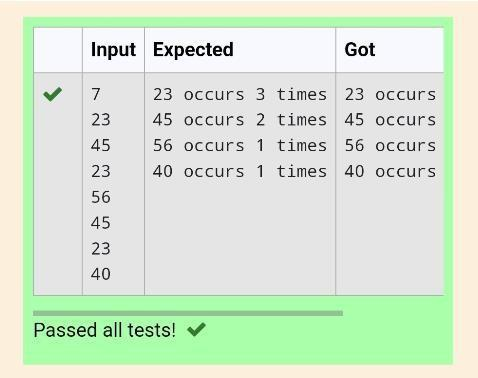 Input Expected Got
7 23 occurs 3 times 23 occurs
23 45 occurs 2 times 45 occurs
45 56 occurs 1 times 56 occurs
23 40 occurs 1 times 40 occurs
56
45
23
40
Passed all tests!